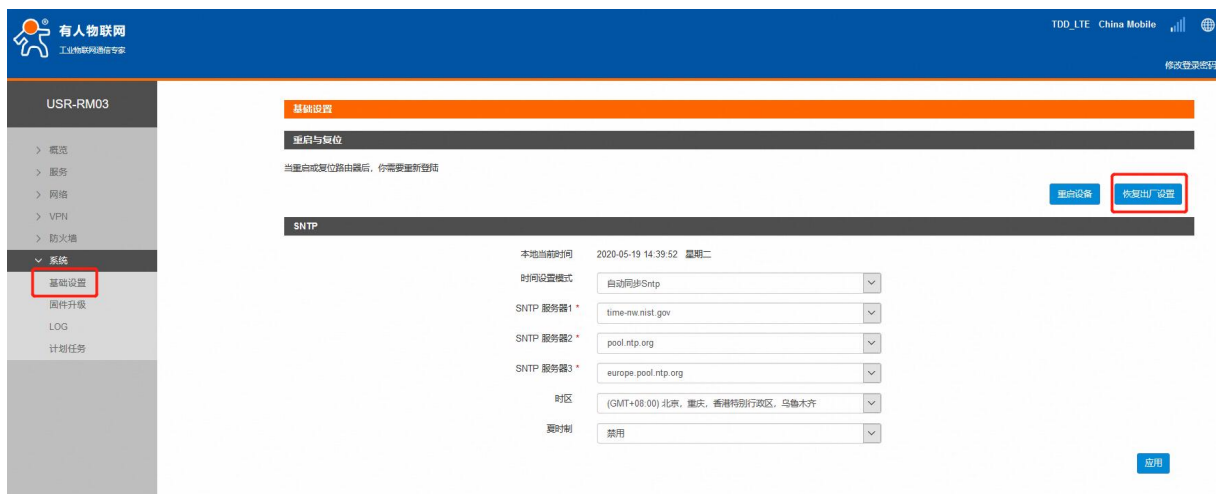 有人物联网
工业物联网通信专家
TDD_LTE China Mobile
修改登录密码
USR-RM03
概览
服务
网络
VPN
防火墙
系统
基础设置
固件升级
LOG
计划任务
基础设置
重启与复位
当重启或复位路由器后，你需要重新登陆
重启设备 恢复出厂设置
SNTP
本地当前时间 2020-05-19 14:39:52 星期二
时间设置模式 自动同步Sntp
SNTP 服务器1 * time-nw.nist.gov
SNTP 服务器2 * pool.ntp.org
SNTP 服务器3 * europe.pool.ntp.org
时区 (GMT+08:00) 北京，重庆，香港特别行政区，乌鲁木齐
夏时制 禁用
应用